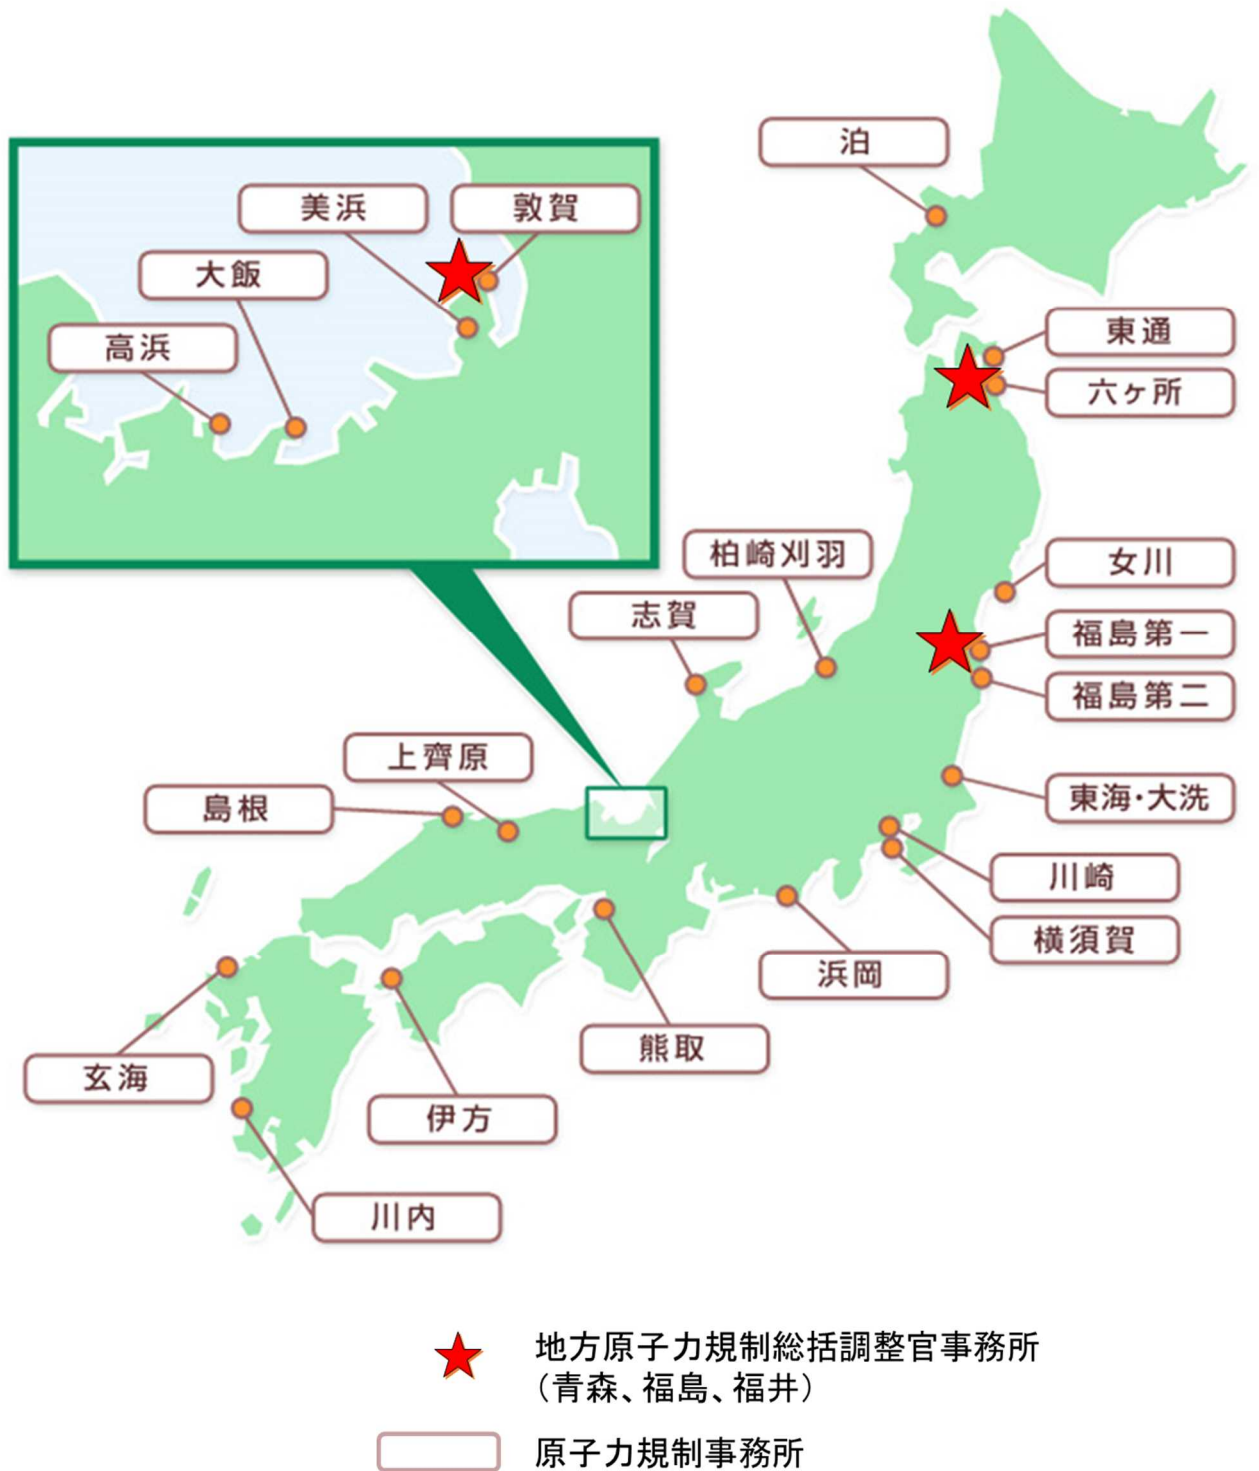 泊
美浜
敦賀
大飯
高浜
東通
六ヶ所
柏崎刈羽
女川
志賀
福島第一
福島第二
上齊原
島根
東海・大洗
川崎
横須賀
浜岡
熊取
玄海
伊方
川内
地方原子力規制総括調整官事務所
（青森、福島、福井）
原子力規制事務所